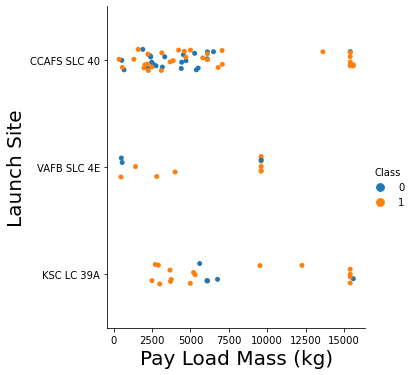 CCAFS SLC 40
VAFB SLC 4E
KSC LC 39A
Launch Site
0 2500 5000 7500 10000 12500 15000
Pay Load Mass (kg)
Class
0
1